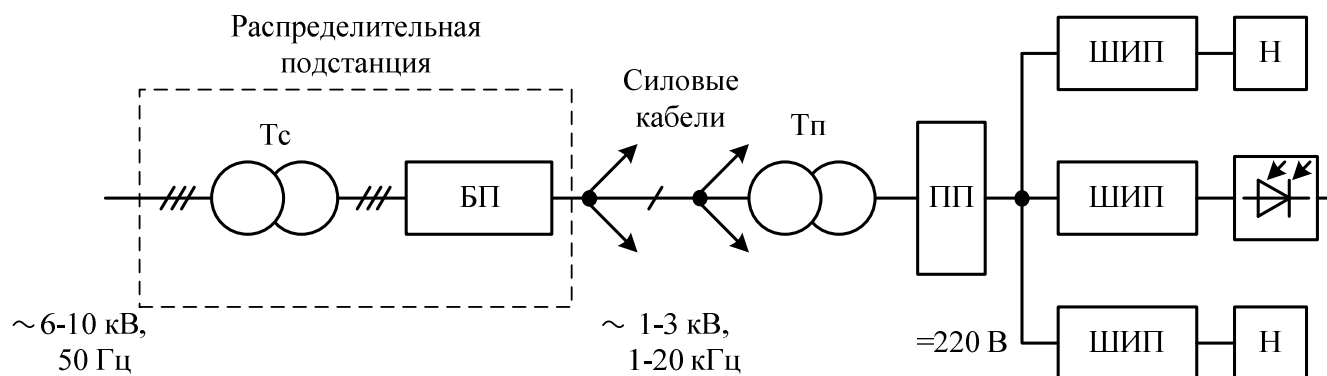 Распределительная
подстанция
Силовые
кабели
Тс
Тп
БП
ПП
ШИП
Н
ШИП
ШИП
Н
~6-10 кВ,
50 Гц
~ 1-3 кВ,
1-20 кГц
=220 В